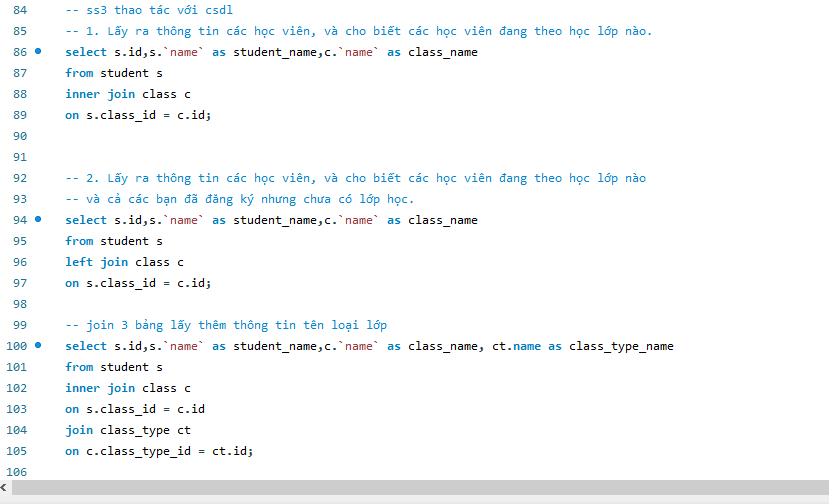 84 -- ss3 thao tác với csdl
85 -- 1. Lấy ra thông tin các học viên, và cho biết các học viên đang theo học lớp nào.
86 select s.id,s.`name` as student_name,c.`name` as class_name
87 from student s
88 inner join class c
89 on s.class_id = c.id;
90
91
92 -- 2. Lấy ra thông tin các học viên, và cho biết các học viên đang theo học lớp nào
93 -- và cả các bạn đã đăng ký nhưng chưa có lớp học.
94 select s.id,s.`name` as student_name,c.`name` as class_name
95 from student s
96 left join class c
97 on s.class_id = c.id;
98
99 -- join 3 bảng lấy thêm thông tin tên loại lớp
100 select s.id,s.`name` as student_name,c.`name` as class_name, ct.name as class_type_name
101 from student s
102 inner join class c
103 on s.class_id = c.id
104 join class_type ct
105 on c.class_type_id = ct.id;
106